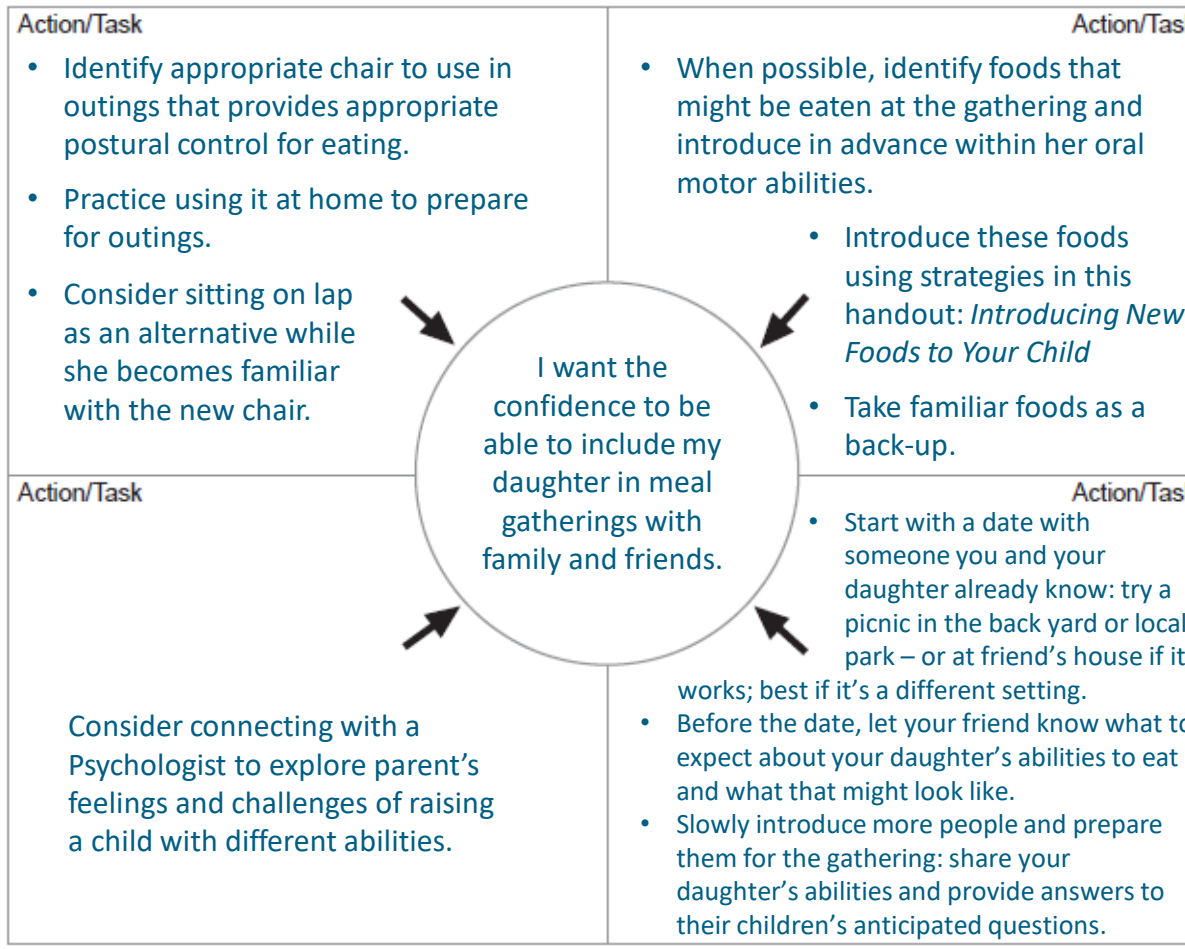 Action/Task
• Identify appropriate chair to use in
outings that provides appropriate
postural control for eating.
• Practice using it at home to prepare
for outings.
• Consider sitting on lap
as an alternative while
she becomes familiar
with the new chair.
Action/Task
• When possible, identify foods that
might be eaten at the gathering and
introduce in advance within her oral
motor abilities.
• Introduce these foods
using strategies in this
handout: Introducing New
Foods to Your Child
• Take familiar foods as a
back-up.
I want the
confidence to be
able to include my
daughter in meal
gatherings with
family and friends.
Action/Task
Consider connecting with a
Psychologist to explore parent's
feelings and challenges of raising
a child with different abilities.
Action/Task
• Start with a date with
someone you and your
daughter already know: try a
picnic in the back yard or local
park – or at friend's house if it
works; best if it's a different setting.
• Before the date, let your friend know what to
expect about your daughter's abilities to eat
and what that might look like.
• Slowly introduce more people and prepare
them for the gathering: share your
daughter's abilities and provide answers to
their children's anticipated questions.